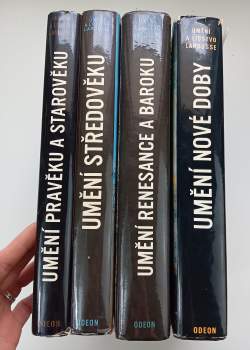 UMĚNÍ PRAVĚKU A STAROVĚKU
ODEON
UMĚNÍ STŘEDOVĚKU
ODEON
UMĚNÍ RENESANCE A BAROKU
ODEON
UMĚNÍ
A LIDSTVO
LAROUSSE
UMĚNÍ NOVÉ DOBY
ODEON